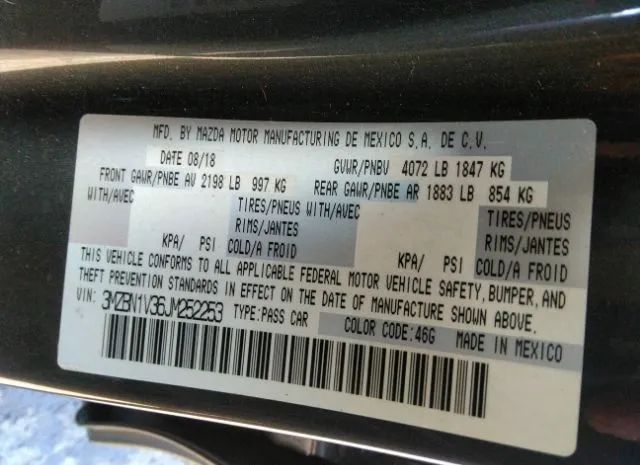 MFD. BY MAZDA MOTOR MANUFACTURING DE MEXICO S.A. DE C.V.
DATE 08/18 GVWR/PNBV 4072 LB 1847 KG
FRONT GAWR/PNBE AV 2198 LB 997 KG REAR GAWR/PNBE AR 1883 LB 854 KG
WITH/AVEC TIRES/PNEUS WITH/AVEC TIRES/PNEUS
RIMS/JANTES RIMS/JANTES
KPA/ PSI COLD/A FROID KPA/ PSI COLD/A FROID
THIS VEHICLE CONFORMS TO ALL APPLICABLE FEDERAL MOTOR VEHICLE SAFETY, BUMPER, AND
THEFT PREVENTION STANDARDS IN EFFECT ON THE DATE OF MANUFACTURE SHOWN ABOVE.
VIN: 3MZBN1V36JM252253 TYPE:PASS CAR COLOR CODE:46G MADE IN MEXICO